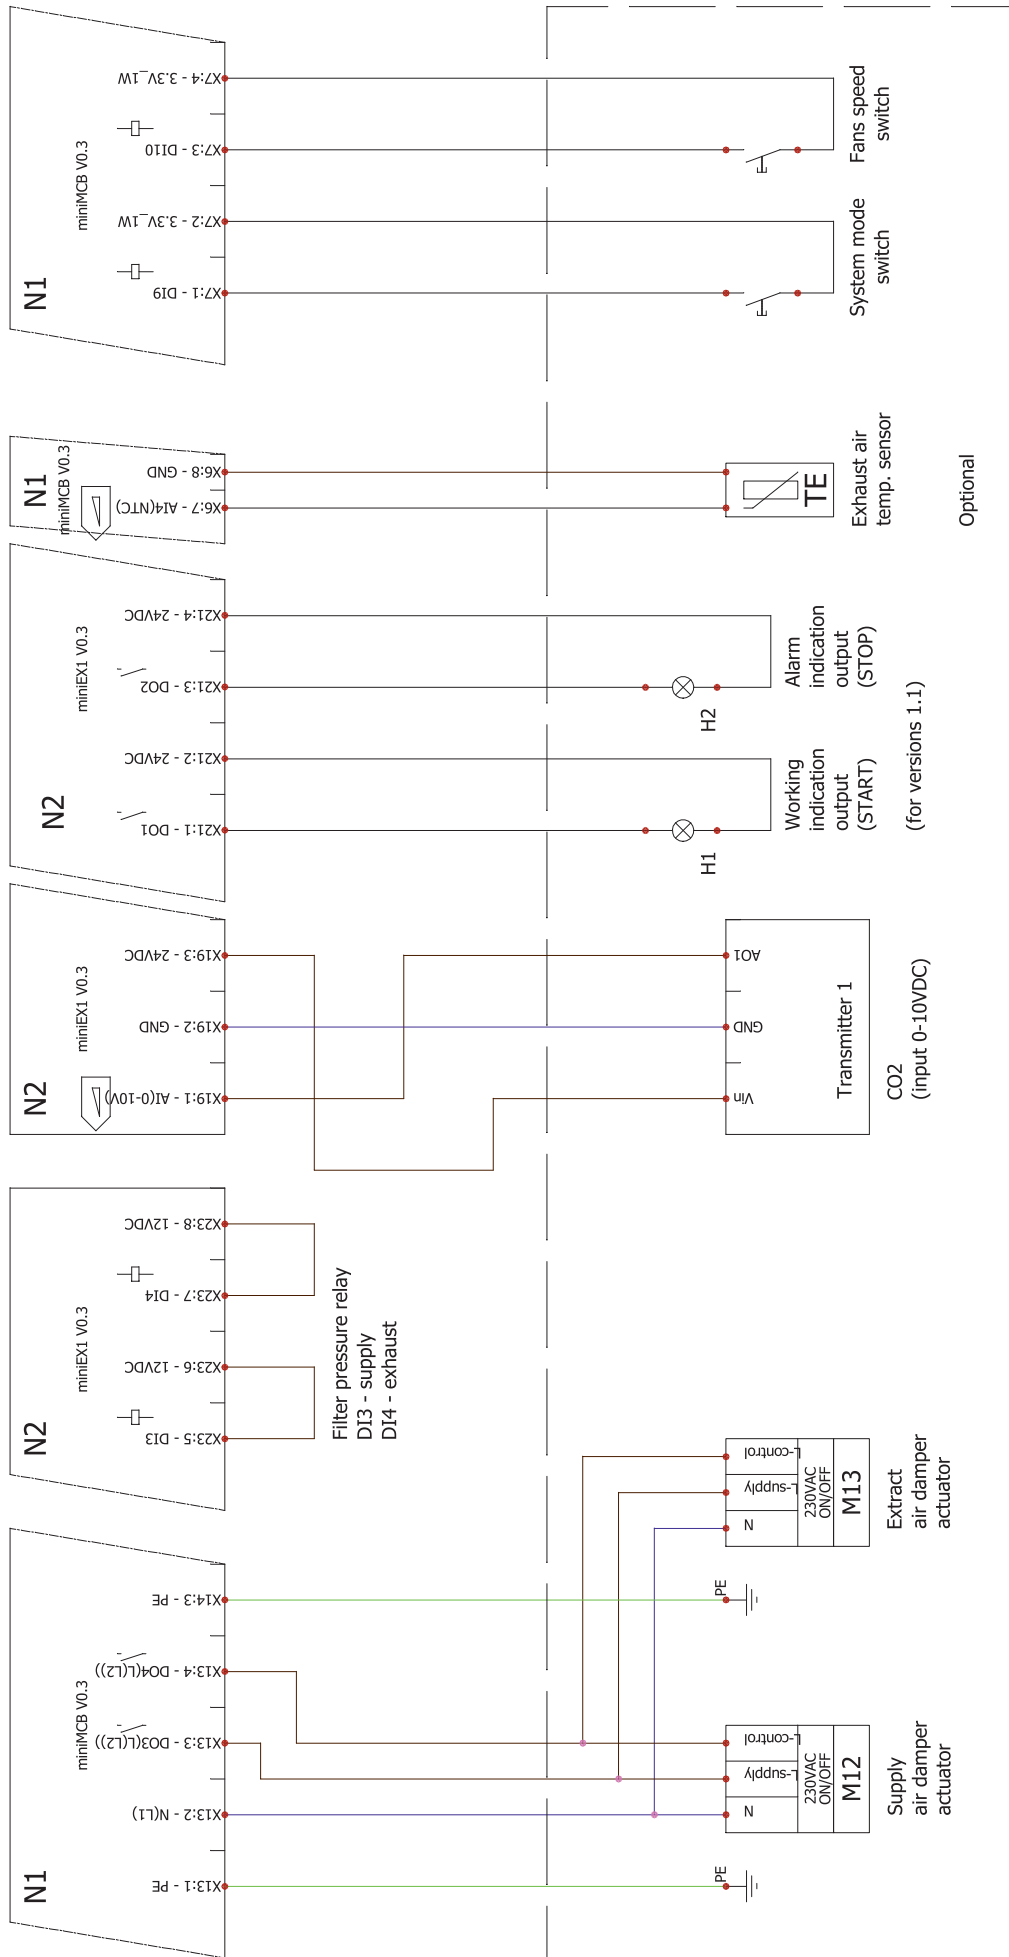 N1
miniMCB V0.3
X13:1 - PE
X13:2 - N(L1)
X13:3 - DO3(L(L2))
X13:4 - DO4(L(L2))
X14:3 - PE
PE
N
L-supply
L-control
230VAC
ON/OFF
M12
Supply
air damper
actuator
PE
N
L-supply
L-control
230VAC
ON/OFF
M13
Extract
air damper
actuator
N2
miniEX1 V0.3
X23:5 - DI3
X23:6 - 12VDC
X23:7 - DI4
X23:8 - 12VDC
Filter pressure relay
DI3 - supply
DI4 - exhaust
N2
miniEX1 V0.3
X19:1 - AI(0-10V)
X19:2 - GND
X19:3 - 24VDC
Vin
GND
AO1
Transmitter 1
CO2
(input 0-10VDC)
N2
miniEX1 V0.3
X21:1 - DO1
X21:2 - 24VDC
X21:3 - DO2
X21:4 - 24VDC
H1
Working
indication
output
(START)
H2
Alarm
indication
output
(STOP)
(for versions 1.1)
N1
miniMCB V0.3
X6:7 - AI4(NTC)
X6:8 - GND
TE
Exhaust air
temp. sensor
Optional
N1
miniMCB V0.3
X7:1 - DI9
X7:2 - 3.3V_1W
X7:3 - DI10
X7:4 - 3.3V_1W
System mode
switch
Fans speed
switch